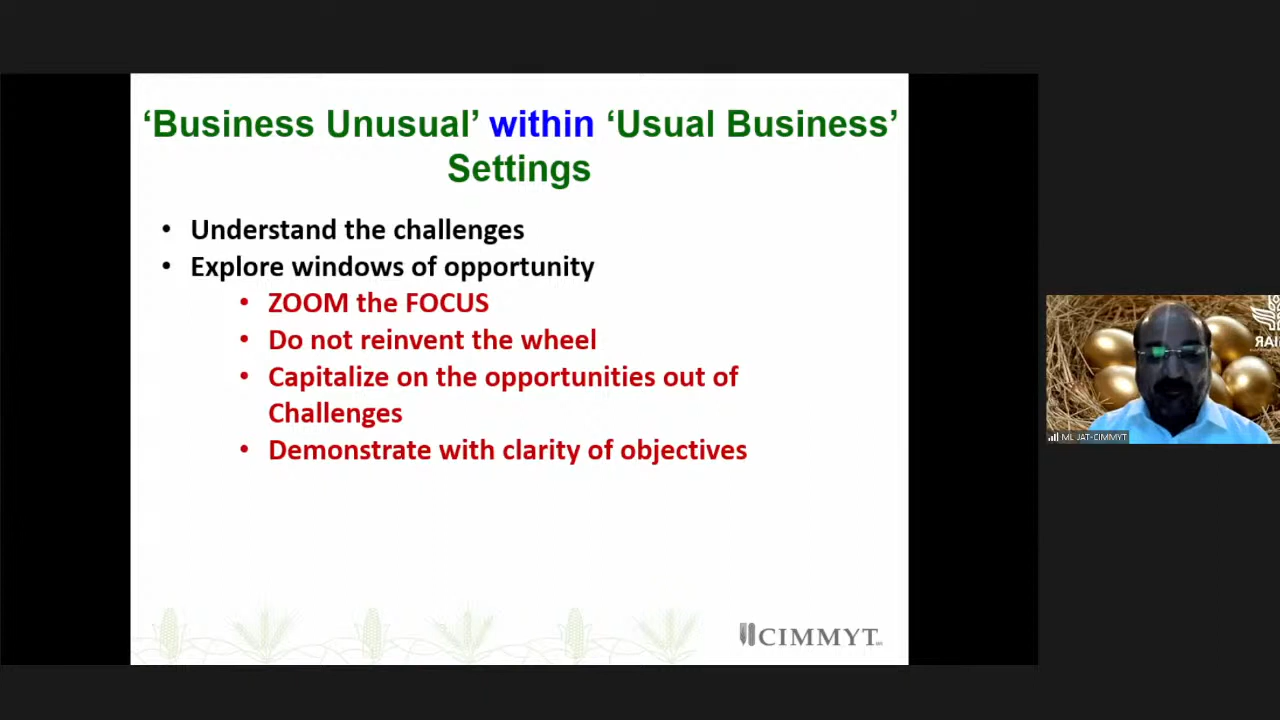 ‘Business Unusual’ within ‘Usual Business’
Settings
• Understand the challenges
• Explore windows of opportunity
• ZOOM the FOCUS
• Do not reinvent the wheel
• Capitalize on the opportunities out of
Challenges
• Demonstrate with clarity of objectives
CIMMYT
ML JAT-CIMMYT